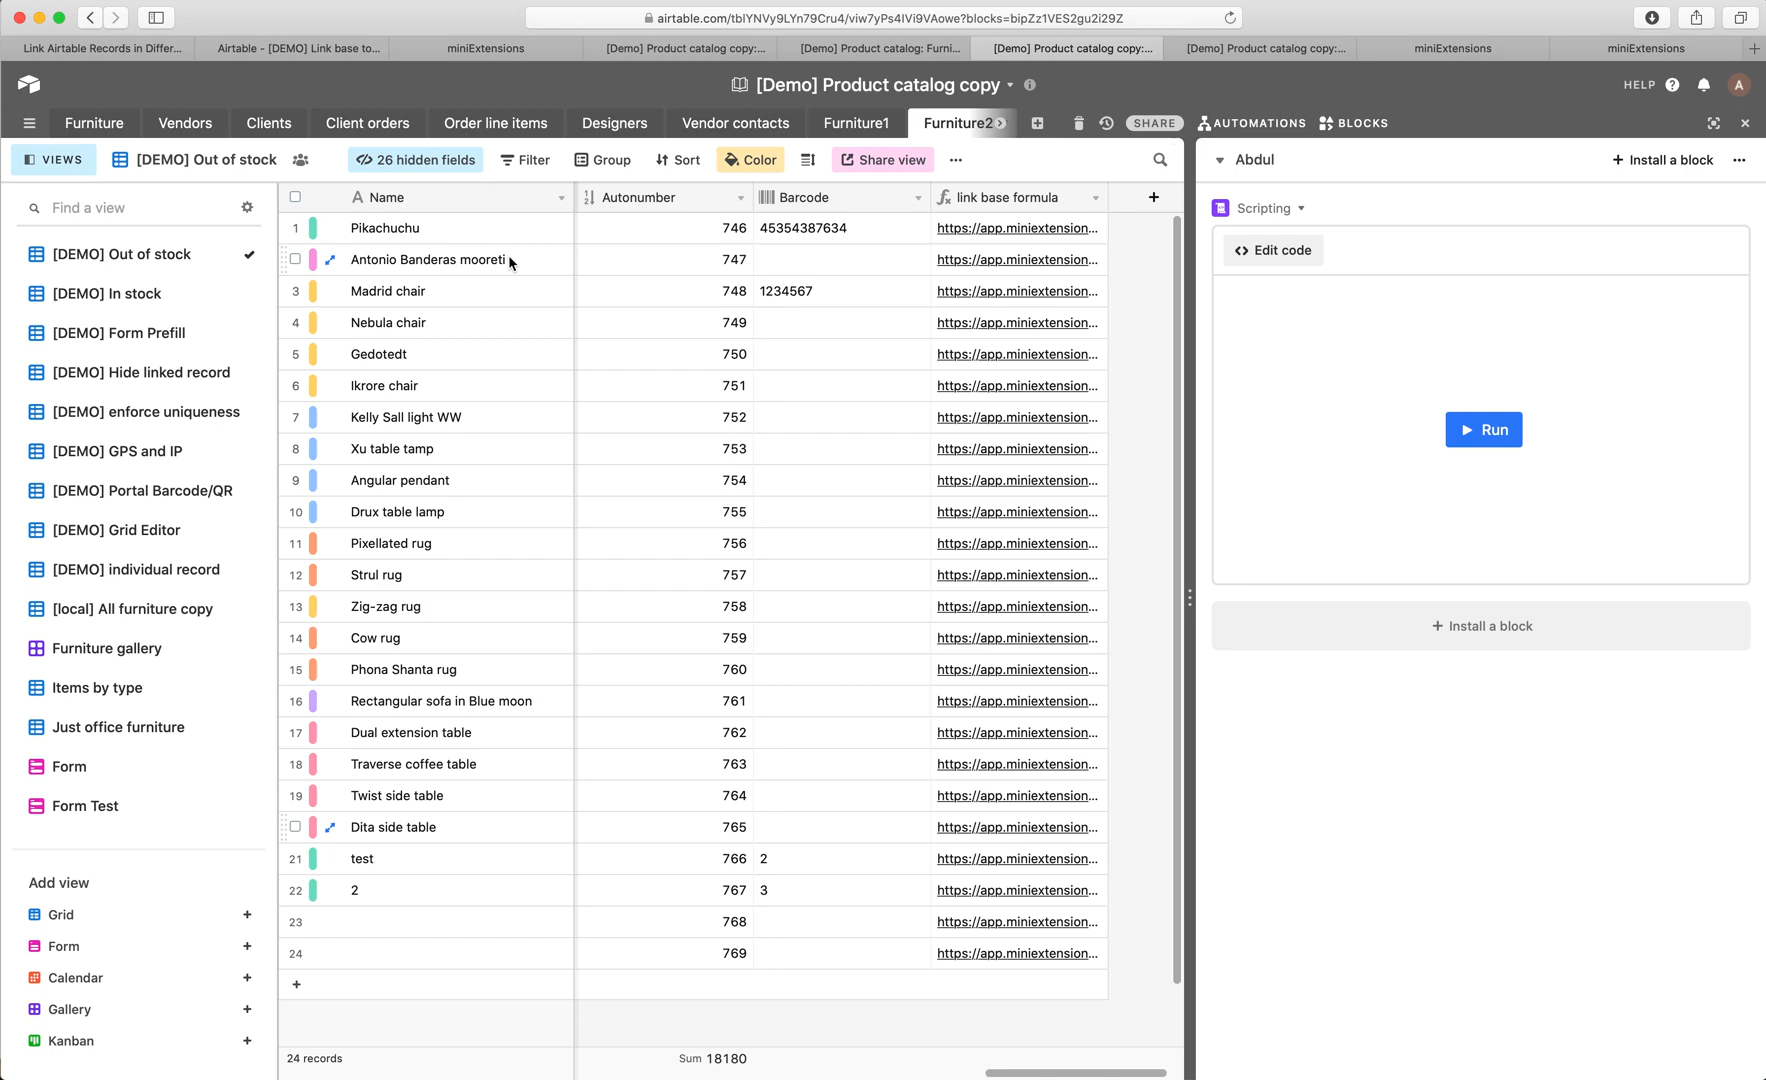 airtable.com/tblYNVy9LYn79Cru4/viw7yPs4IVi9VAowe?blocks=bipZz1VES2gu2i29Z
Link Airtable Records in Differ...
Airtable - [DEMO] Link base to...
miniExtensions
[Demo] Product catalog copy:...
[Demo] Product catalog: Furni...
[Demo] Product catalog copy:...
[Demo] Product catalog copy:...
miniExtensions
miniExtensions
[Demo] Product catalog copy
HELP
A
Furniture
Vendors
Clients
Client orders
Order line items
Designers
Vendor contacts
Furniture1
Furniture2
SHARE
AUTOMATIONS
BLOCKS
VIEWS
[DEMO] Out of stock
26 hidden fields
Filter
Group
Sort
Color
Share view
Abdul
+ Install a block
Find a view
[DEMO] Out of stock
[DEMO] In stock
[DEMO] Form Prefill
[DEMO] Hide linked record
[DEMO] enforce uniqueness
[DEMO] GPS and IP
[DEMO] Portal Barcode/QR
[DEMO] Grid Editor
[DEMO] individual record
[local] All furniture copy
Furniture gallery
Items by type
Just office furniture
Form
Form Test
Add view
Grid +
Form +
Calendar +
Gallery +
Kanban +
A Name Autonumber Barcode link base formula +
1 Pikachuchu 746 45354387634 https://app.miniextension...
Antonio Banderas mooreti 747 https://app.miniextension...
3 Madrid chair 748 1234567 https://app.miniextension...
4 Nebula chair 749 https://app.miniextension...
5 Gedotedt 750 https://app.miniextension...
6 Ikrore chair 751 https://app.miniextension...
7 Kelly Sall light WW 752 https://app.miniextension...
8 Xu table tamp 753 https://app.miniextension...
9 Angular pendant 754 https://app.miniextension...
10 Drux table lamp 755 https://app.miniextension...
11 Pixellated rug 756 https://app.miniextension...
12 Strul rug 757 https://app.miniextension...
13 Zig-zag rug 758 https://app.miniextension...
14 Cow rug 759 https://app.miniextension...
15 Phona Shanta rug 760 https://app.miniextension...
16 Rectangular sofa in Blue moon 761 https://app.miniextension...
17 Dual extension table 762 https://app.miniextension...
18 Traverse coffee table 763 https://app.miniextension...
19 Twist side table 764 https://app.miniextension...
Dita side table 765 https://app.miniextension...
21 test 766 2 https://app.miniextension...
22 2 767 3 https://app.miniextension...
23 768 https://app.miniextension...
24 769 https://app.miniextension...
+
24 records
Sum 18180
Scripting
Edit code
Run
+ Install a block